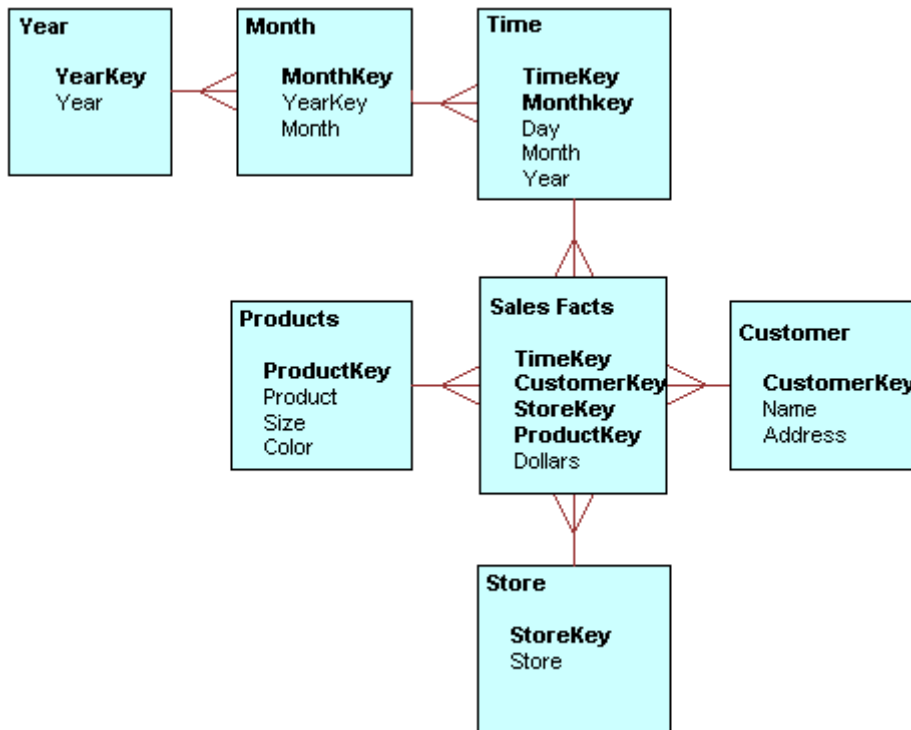 Year
YearKey
Year
Month
MonthKey
YearKey
Month
Time
TimeKey
Monthkey
Day
Month
Year
Products
ProductKey
Product
Size
Color
Sales Facts
TimeKey
CustomerKey
StoreKey
ProductKey
Dollars
Customer
CustomerKey
Name
Address
Store
StoreKey
Store